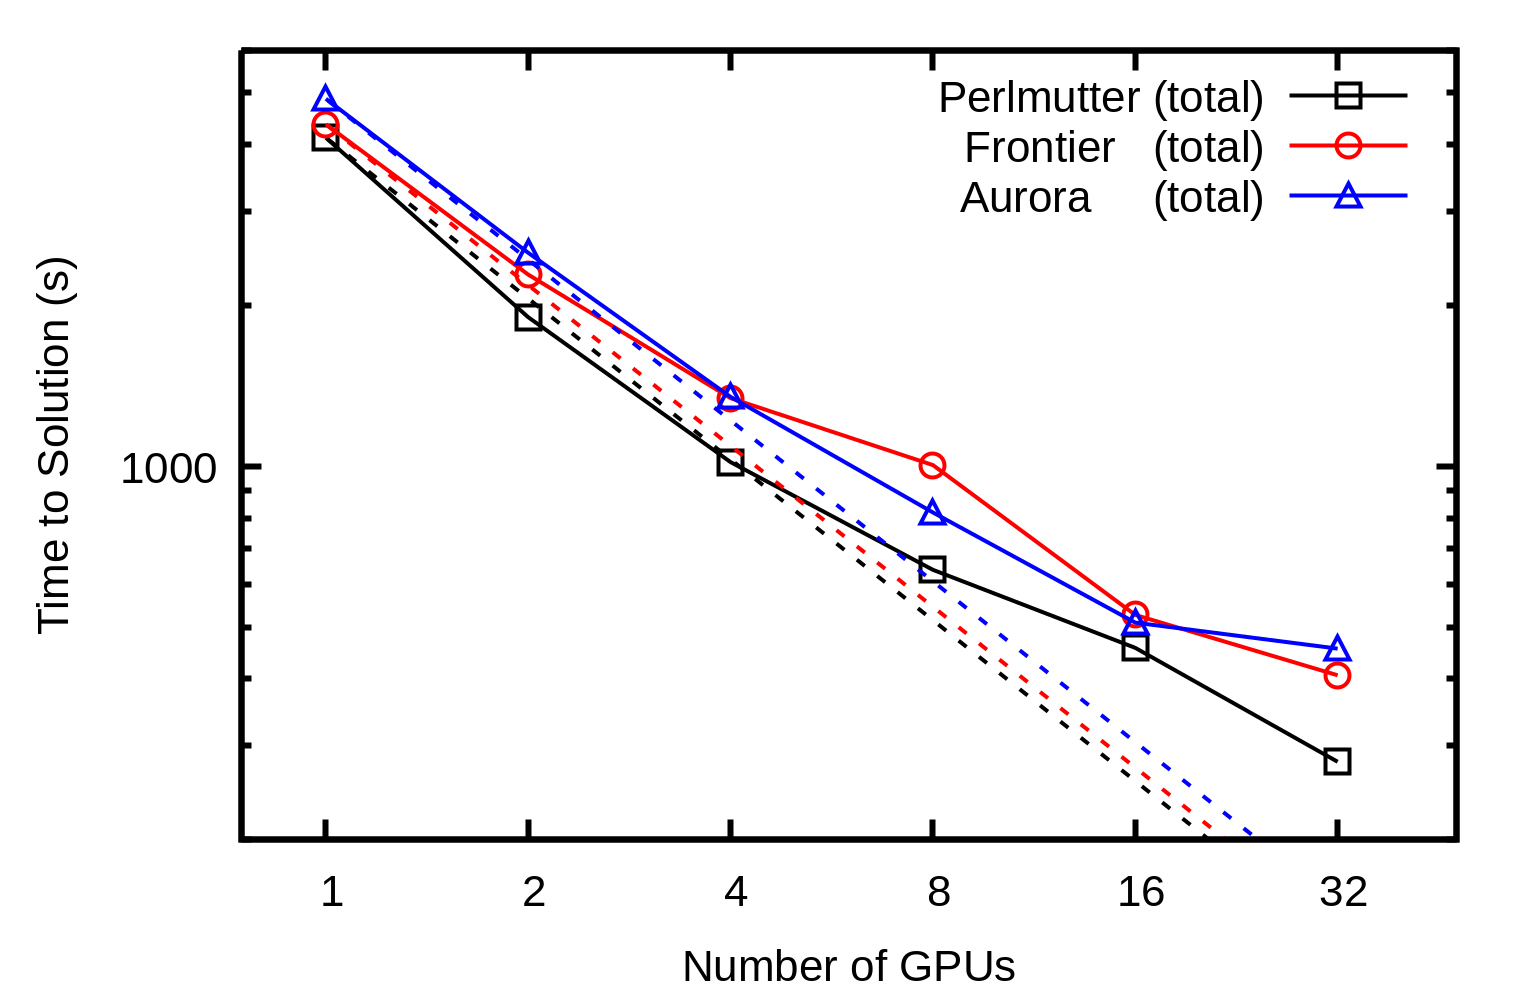 Perlmutter (total)
Frontier (total)
Aurora (total)
Time to Solution (s)
1000
1 2 4 8 16 32
Number of GPUs